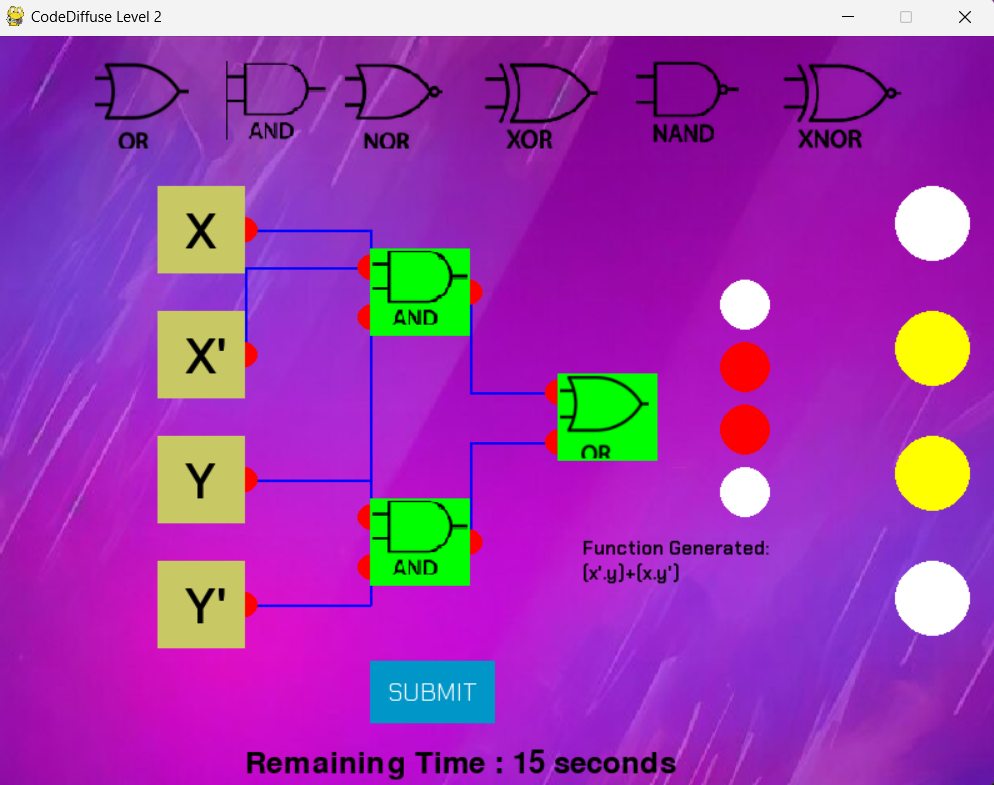 CodeDiffuse Level 2
OR
AND
NOR
XOR
NAND
XNOR
X
AND
X'
OR
Y
AND
Function Generated:
(x'.y)+(x.y')
Y'
SUBMIT
Remaining Time : 15 seconds